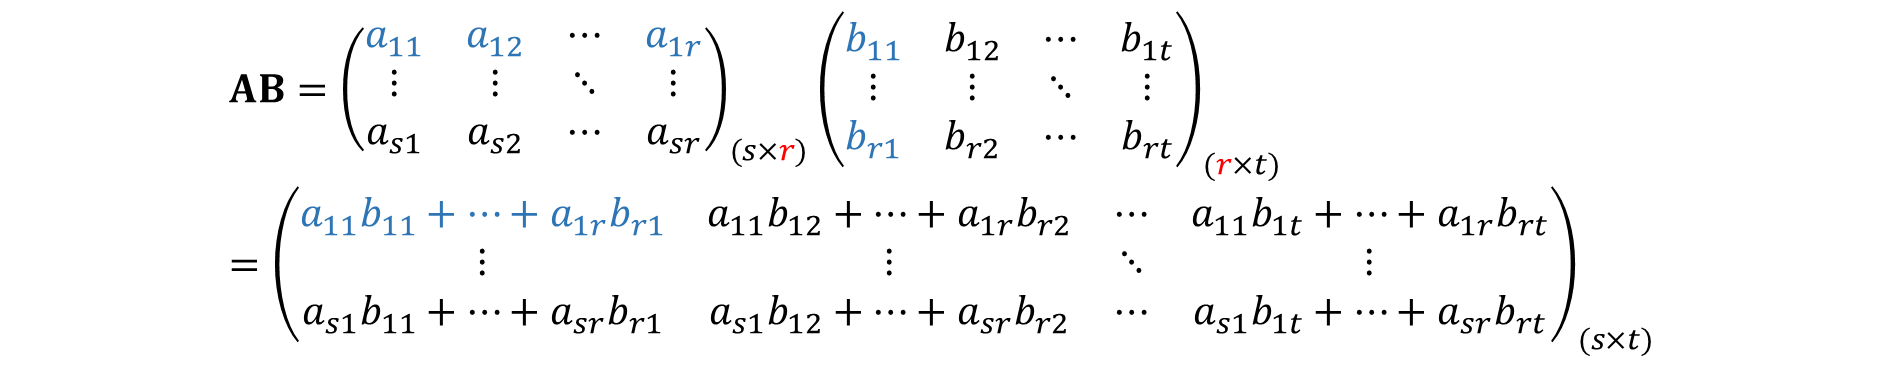 AB = ( a₁₁ a₁₂ ⋯ a₁ᵣ ( b₁₁ b₁₂ ⋯ b₁ₜ
⋮ ⋮ ⋱ ⋮ ⋮ ⋮ ⋱ ⋮
aₛ₁ aₛ₂ ⋯ aₛᵣ )₍ₛ×ᵣ₎ bᵣ₁ bᵣ₂ ⋯ bᵣₜ )₍ᵣ×ₜ₎
= ( a₁₁b₁₁ + ⋯ + a₁ᵣbᵣ₁ a₁₁b₁₂ + ⋯ + a₁ᵣbᵣ₂ ⋯ a₁₁b₁ₜ + ⋯ + a₁ᵣbᵣₜ
⋮ ⋮ ⋱ ⋮
aₛ₁b₁₁ + ⋯ + aₛᵣbᵣ₁ aₛ₁b₁₂ + ⋯ + aₛᵣbᵣ₂ ⋯ aₛ₁b₁ₜ + ⋯ + aₛᵣbᵣₜ )₍ₛ×ₜ₎